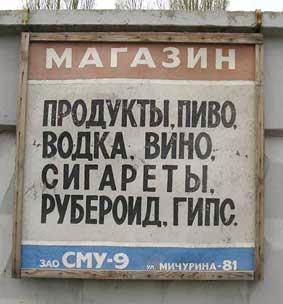 МАГАЗИН
ПРОДУКТЫ, ПИВО,
ВОДКА, ВИНО,
СИГАРЕТЫ,
РУБЕРОИД, ГИПС.
ЗАО СМУ-9 ул. МИЧУРИНА-81